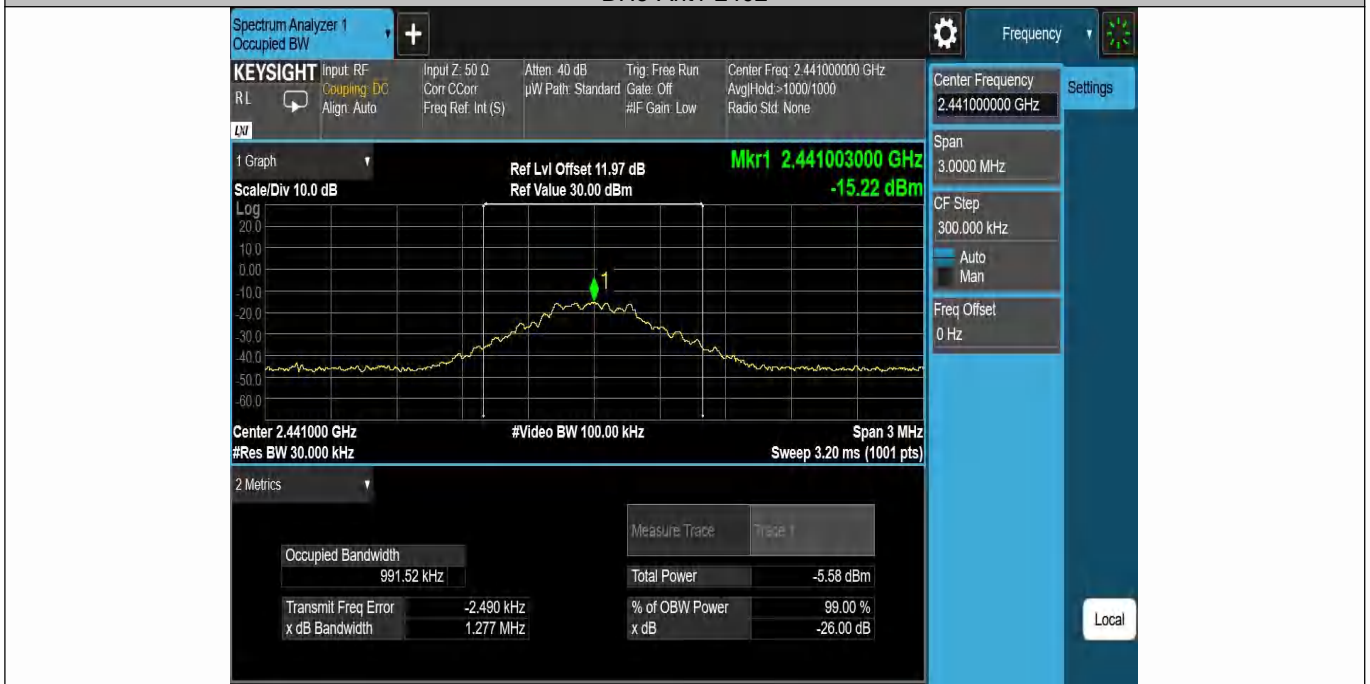 Spectrum Analyzer 1
Occupied BW
+
Frequency
KEYSIGHT
RL
LXI
Input: RF
Coupling: DC
Align: Auto
Input Z: 50 Ω
Corr CCorr
Freq Ref: Int (S)
Atten: 40 dB
µW Path: Standard
Trig: Free Run
Gate: Off
#IF Gain: Low
Center Freq: 2.441000000 GHz
Avg|Hold:>1000/1000
Radio Std: None
Center Frequency
2.441000000 GHz
Settings
Span
3.0000 MHz
CF Step
300.000 kHz
Auto
Man
Freq Offset
0 Hz
Local
1 Graph
Scale/Div 10.0 dB
Ref Lvl Offset 11.97 dB
Ref Value 30.00 dBm
Mkr1 2.441003000 GHz
-15.22 dBm
Log
20.0
10.0
0.00
-10.0
-20.0
-30.0
-40.0
-50.0
-60.0
1
Center 2.441000 GHz
#Video BW 100.00 kHz
Span 3 MHz
#Res BW 30.000 kHz
Sweep 3.20 ms (1001 pts)
2 Metrics
Measure Trace Trace 1
Occupied Bandwidth
991.52 kHz
Total Power -5.58 dBm
Transmit Freq Error -2.490 kHz
% of OBW Power 99.00 %
x dB Bandwidth 1.277 MHz
x dB -26.00 dB